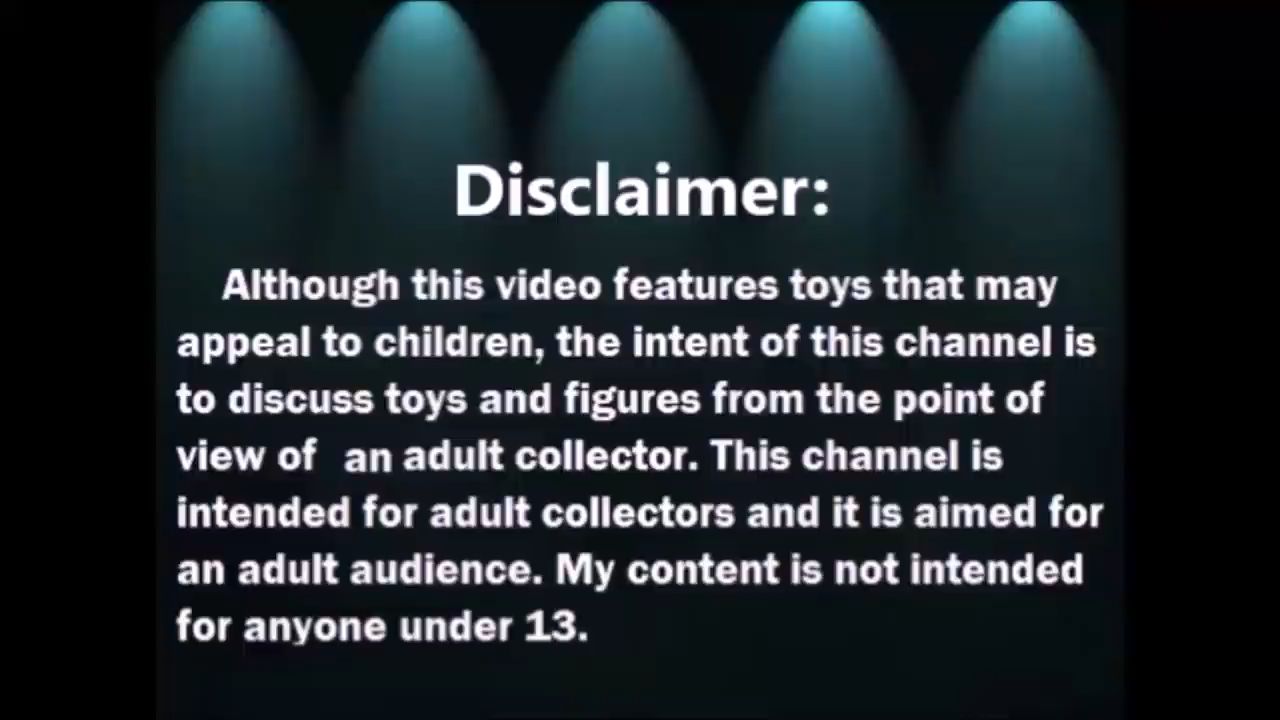 Disclaimer:
Although this video features toys that may
appeal to children, the intent of this channel is
to discuss toys and figures from the point of
view of an adult collector. This channel is
intended for adult collectors and it is aimed for
an adult audience. My content is not intended
for anyone under 13.